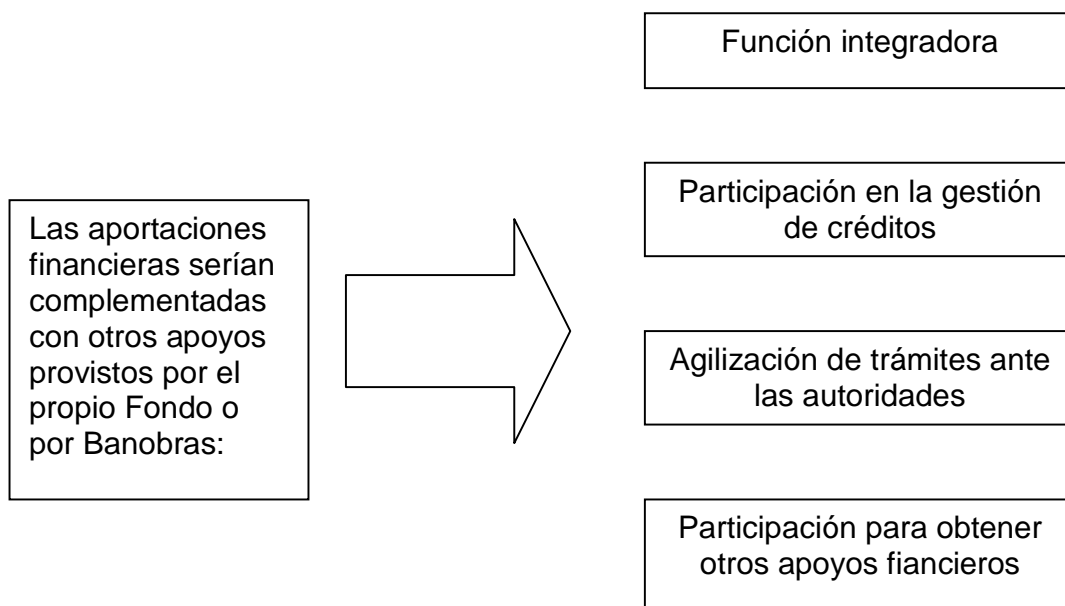 Las aportaciones
financieras serían
complementadas
con otros apoyos
provistos por el
propio Fondo o
por Banobras:
Función integradora
Participación en la gestión
de créditos
Agilización de trámites ante
las autoridades
Participación para obtener
otros apoyos fiancieros